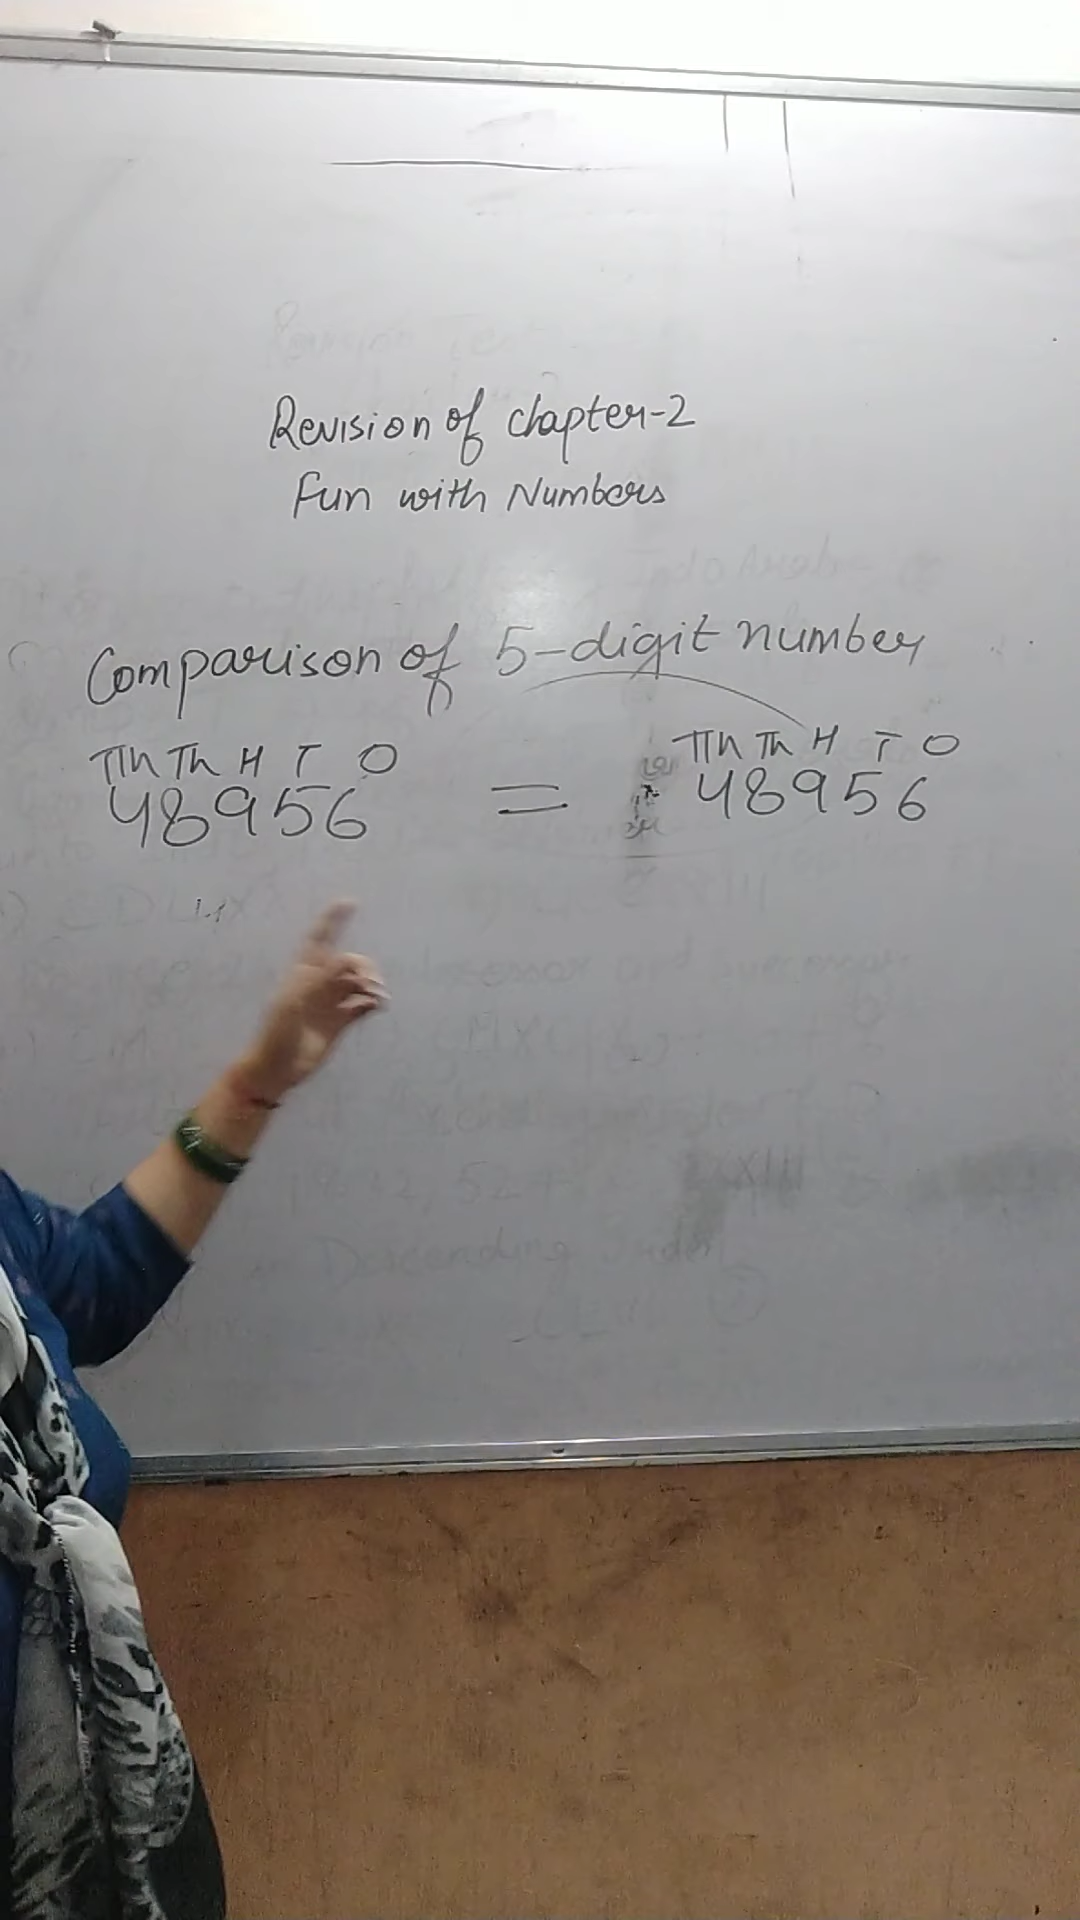 Revision of chapter-2
Fun with Numbers
Comparison of 5-digit number
TTh Th H T O TTh Th H T O
48956 = 48956